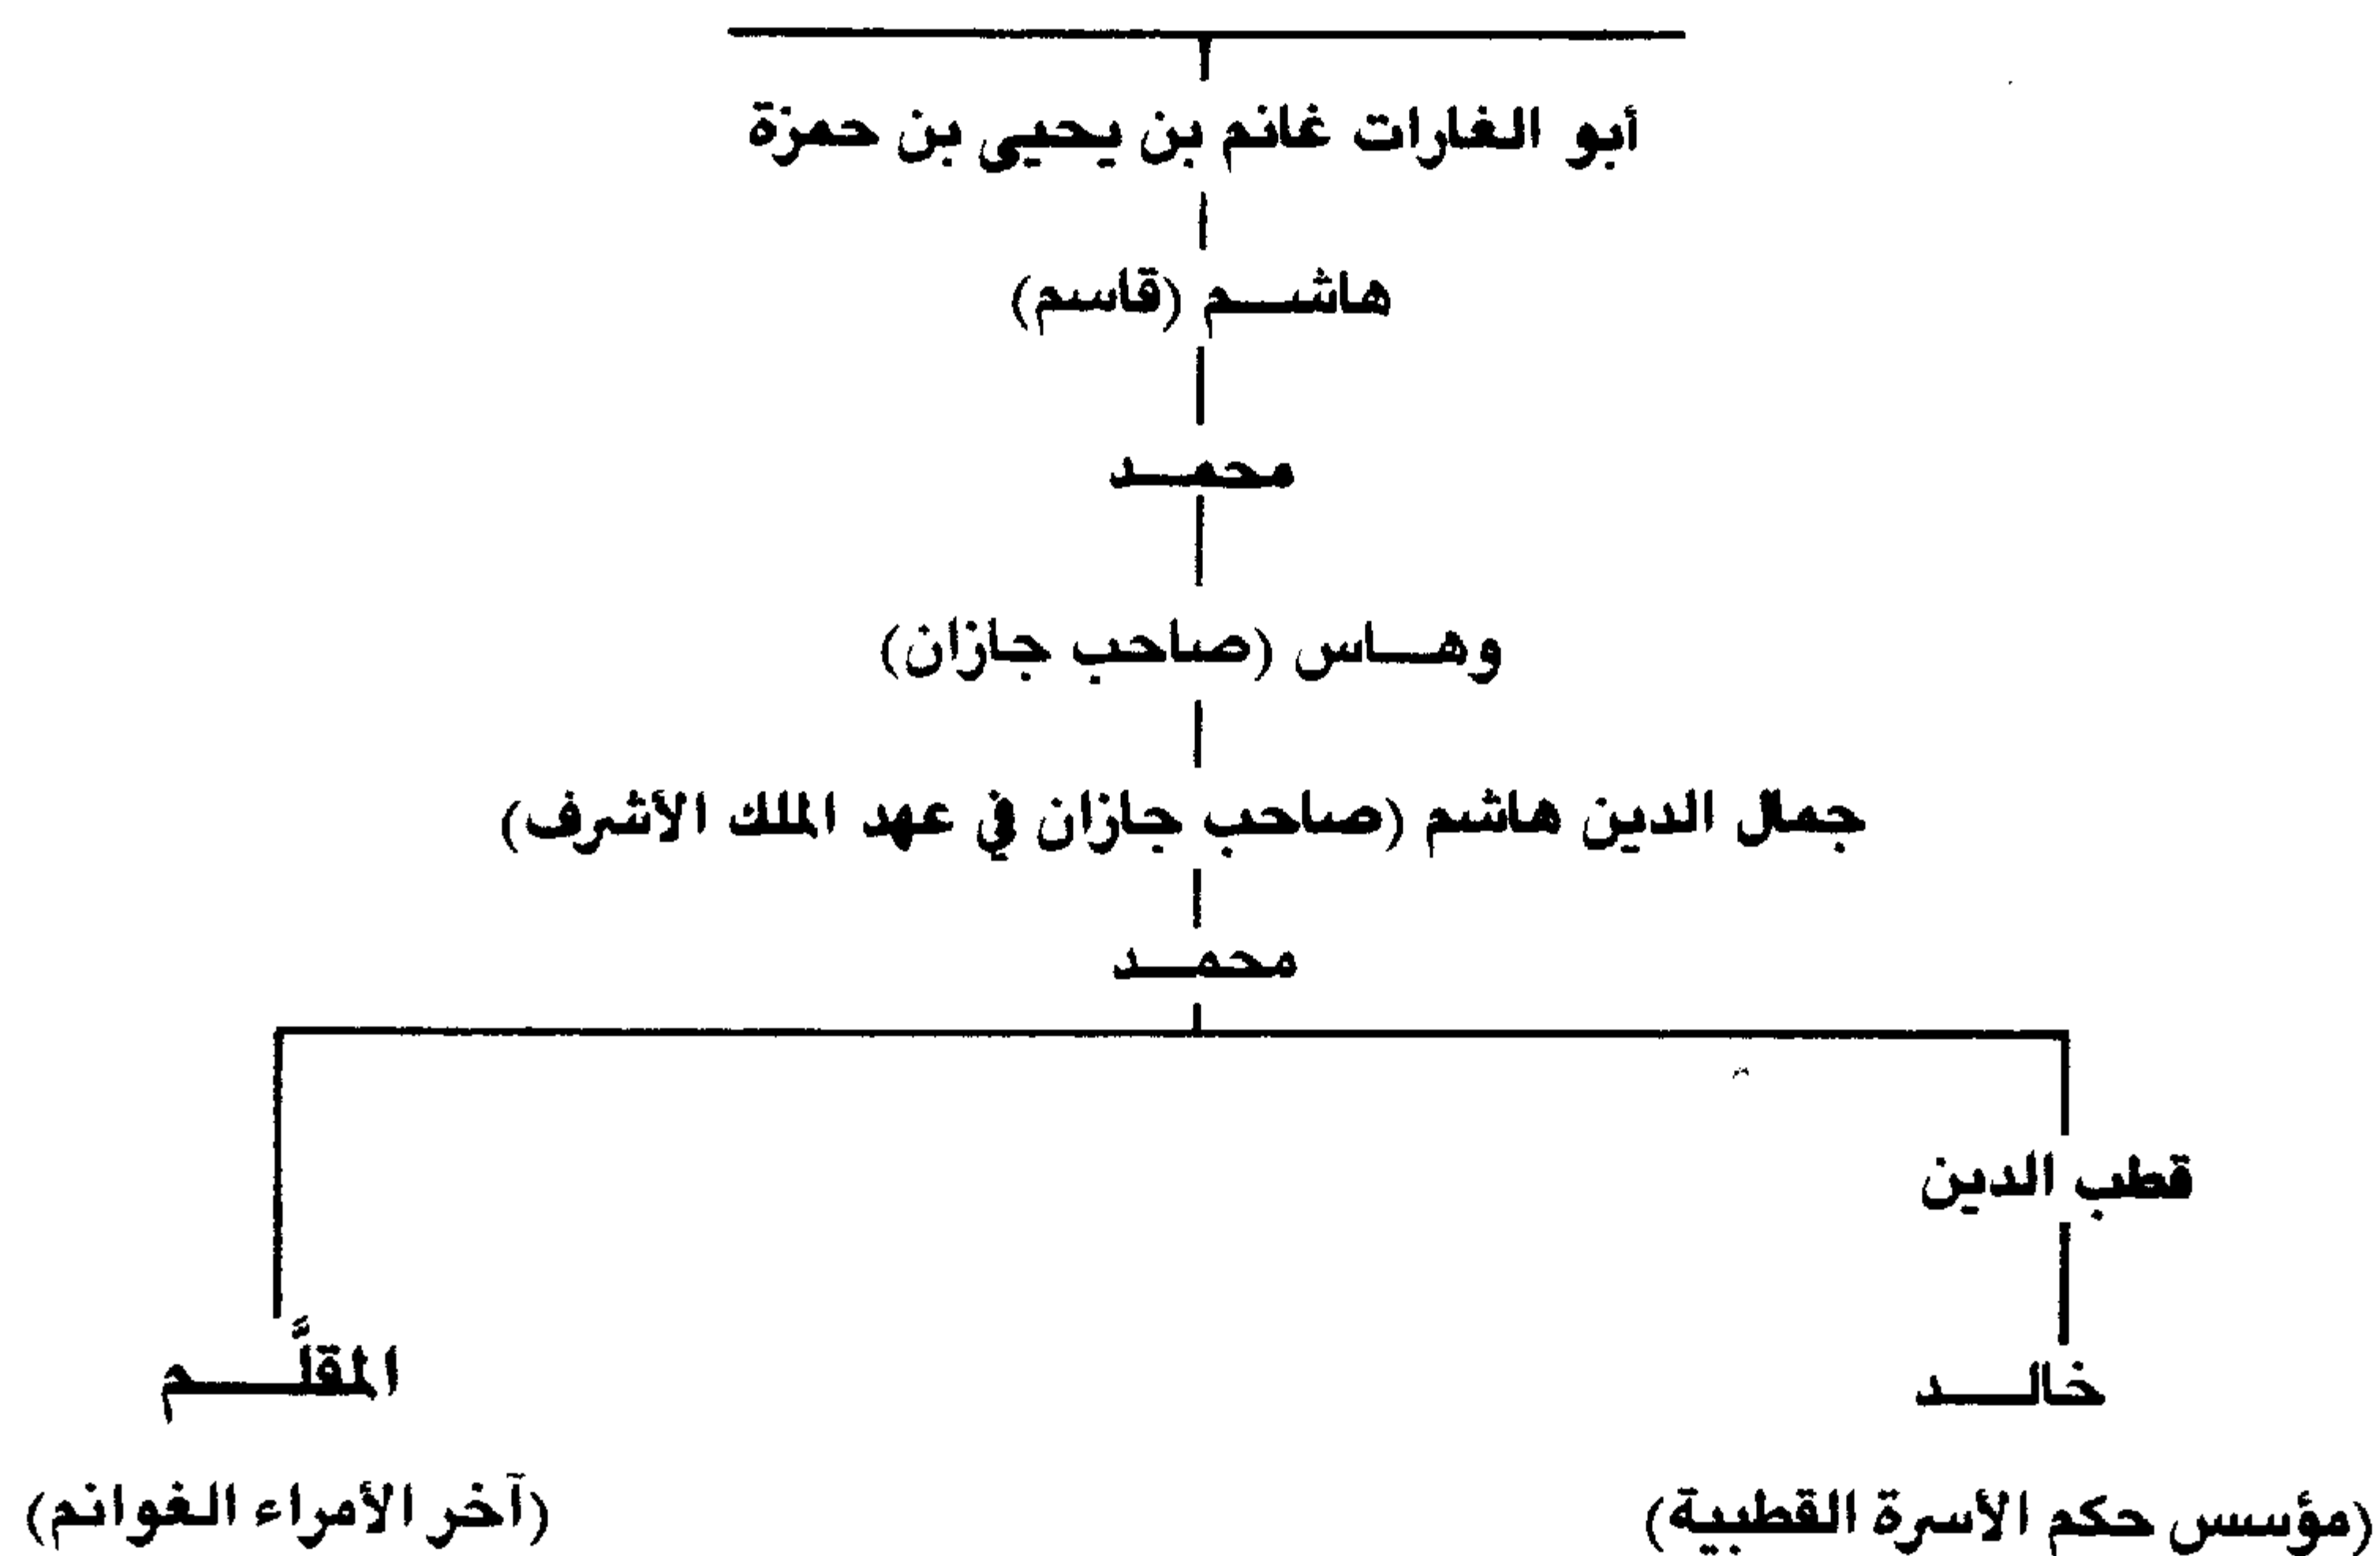 أبو الغارات غانم بن يحيى بن حمزة
هاشم (قاسم)
محمد
وهاس (صاحب جازان)
جمال الدين هاشم (صاحب جازان في عهد الملك الأشرف)
محمد
قطب الدين
خالد
المقلَّم
(مؤسس حكم الأسرة القطبية)
(آخر الأمراء الغوانم)